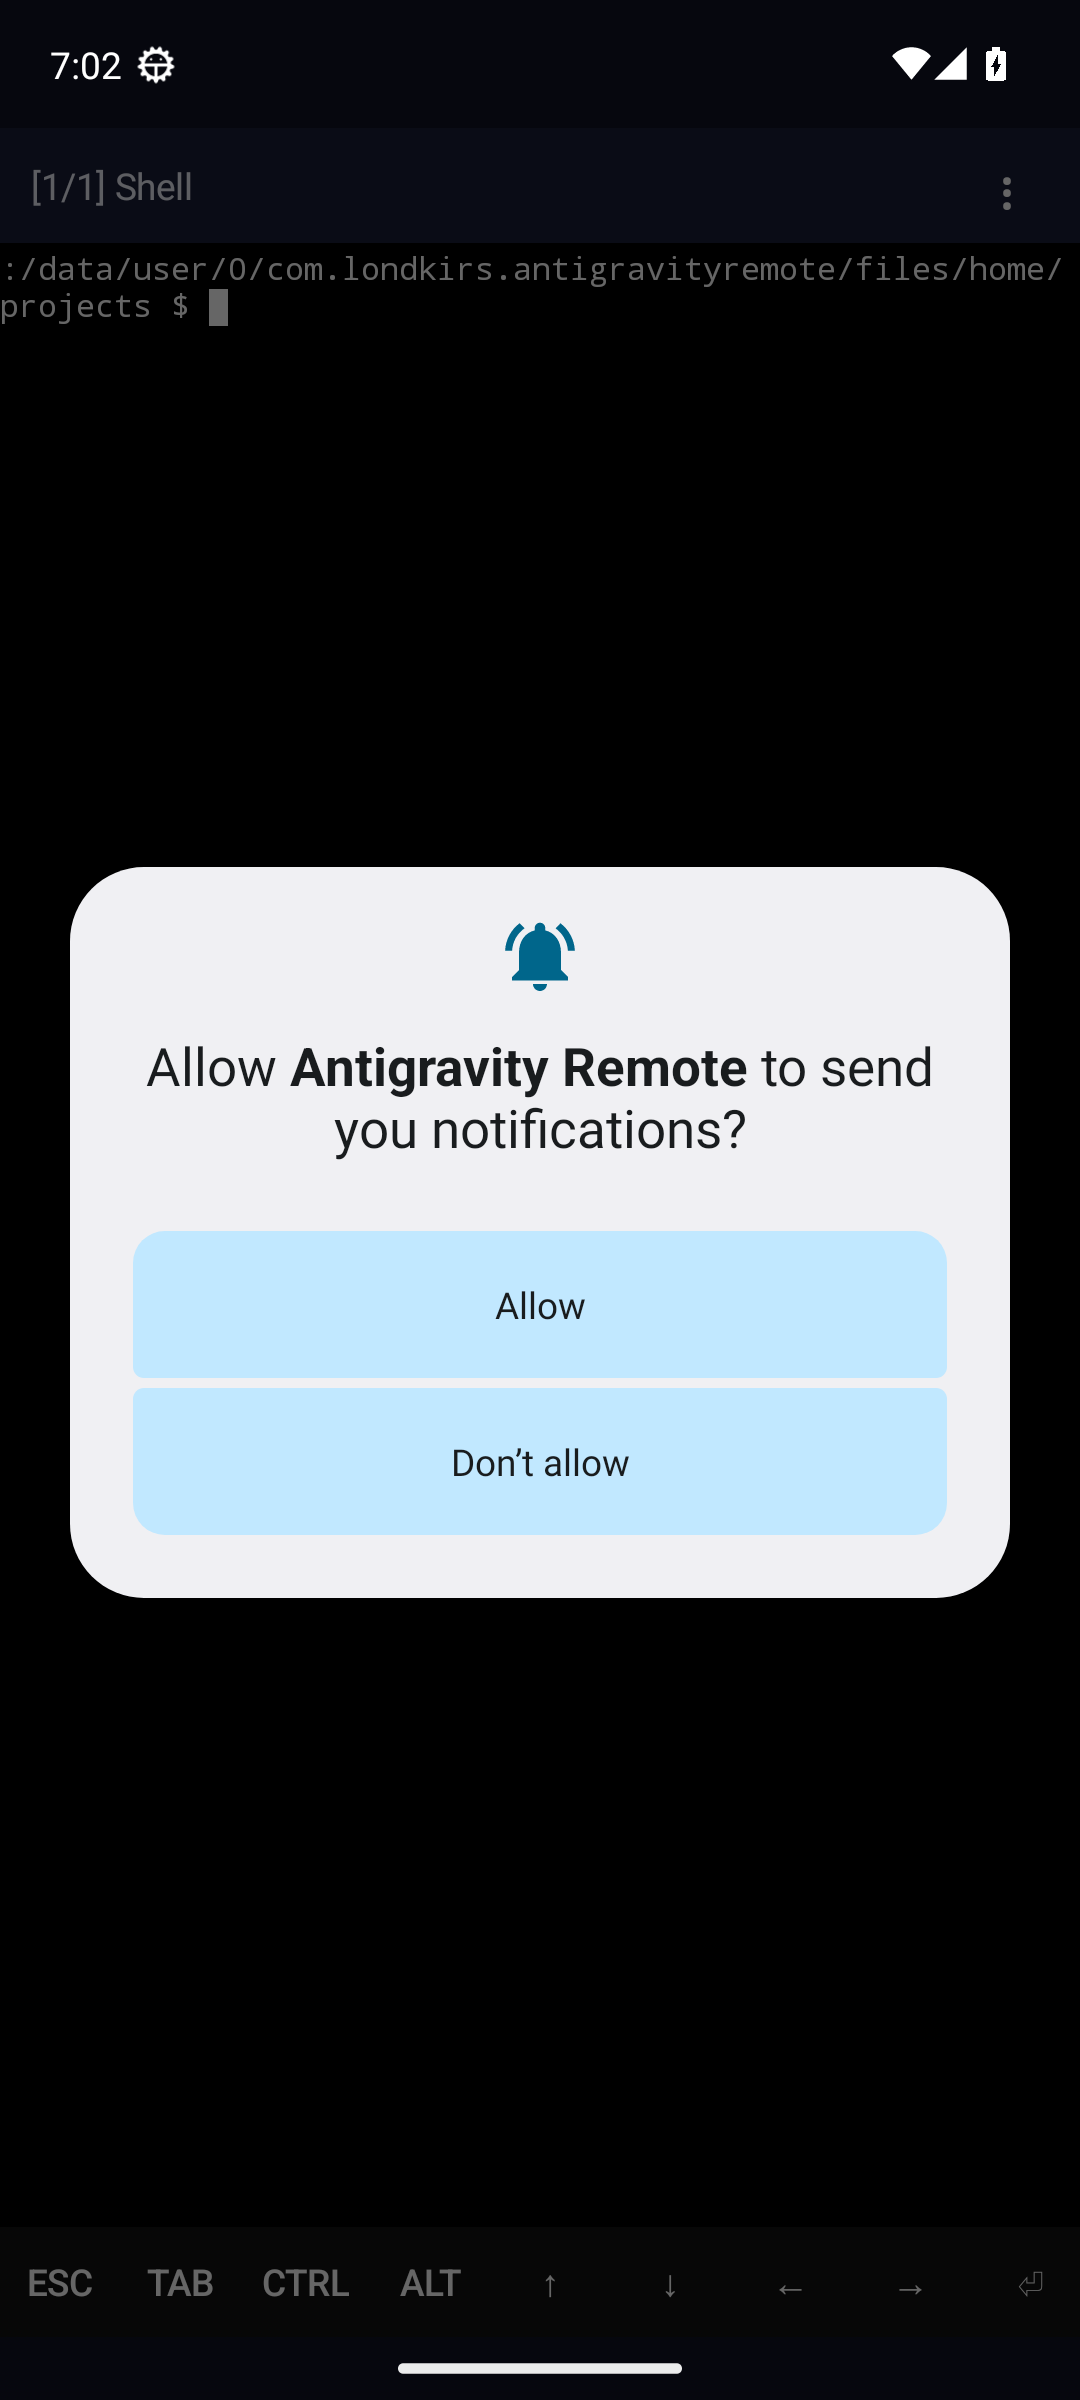 7:02
[1/1] Shell
:/data/user/0/com.londkirs.antigravityremote/files/home/
projects $
Allow Antigravity Remote to send
you notifications?
Allow
Don’t allow
ESC TAB CTRL ALT ↑ ↓ ← → ⏎